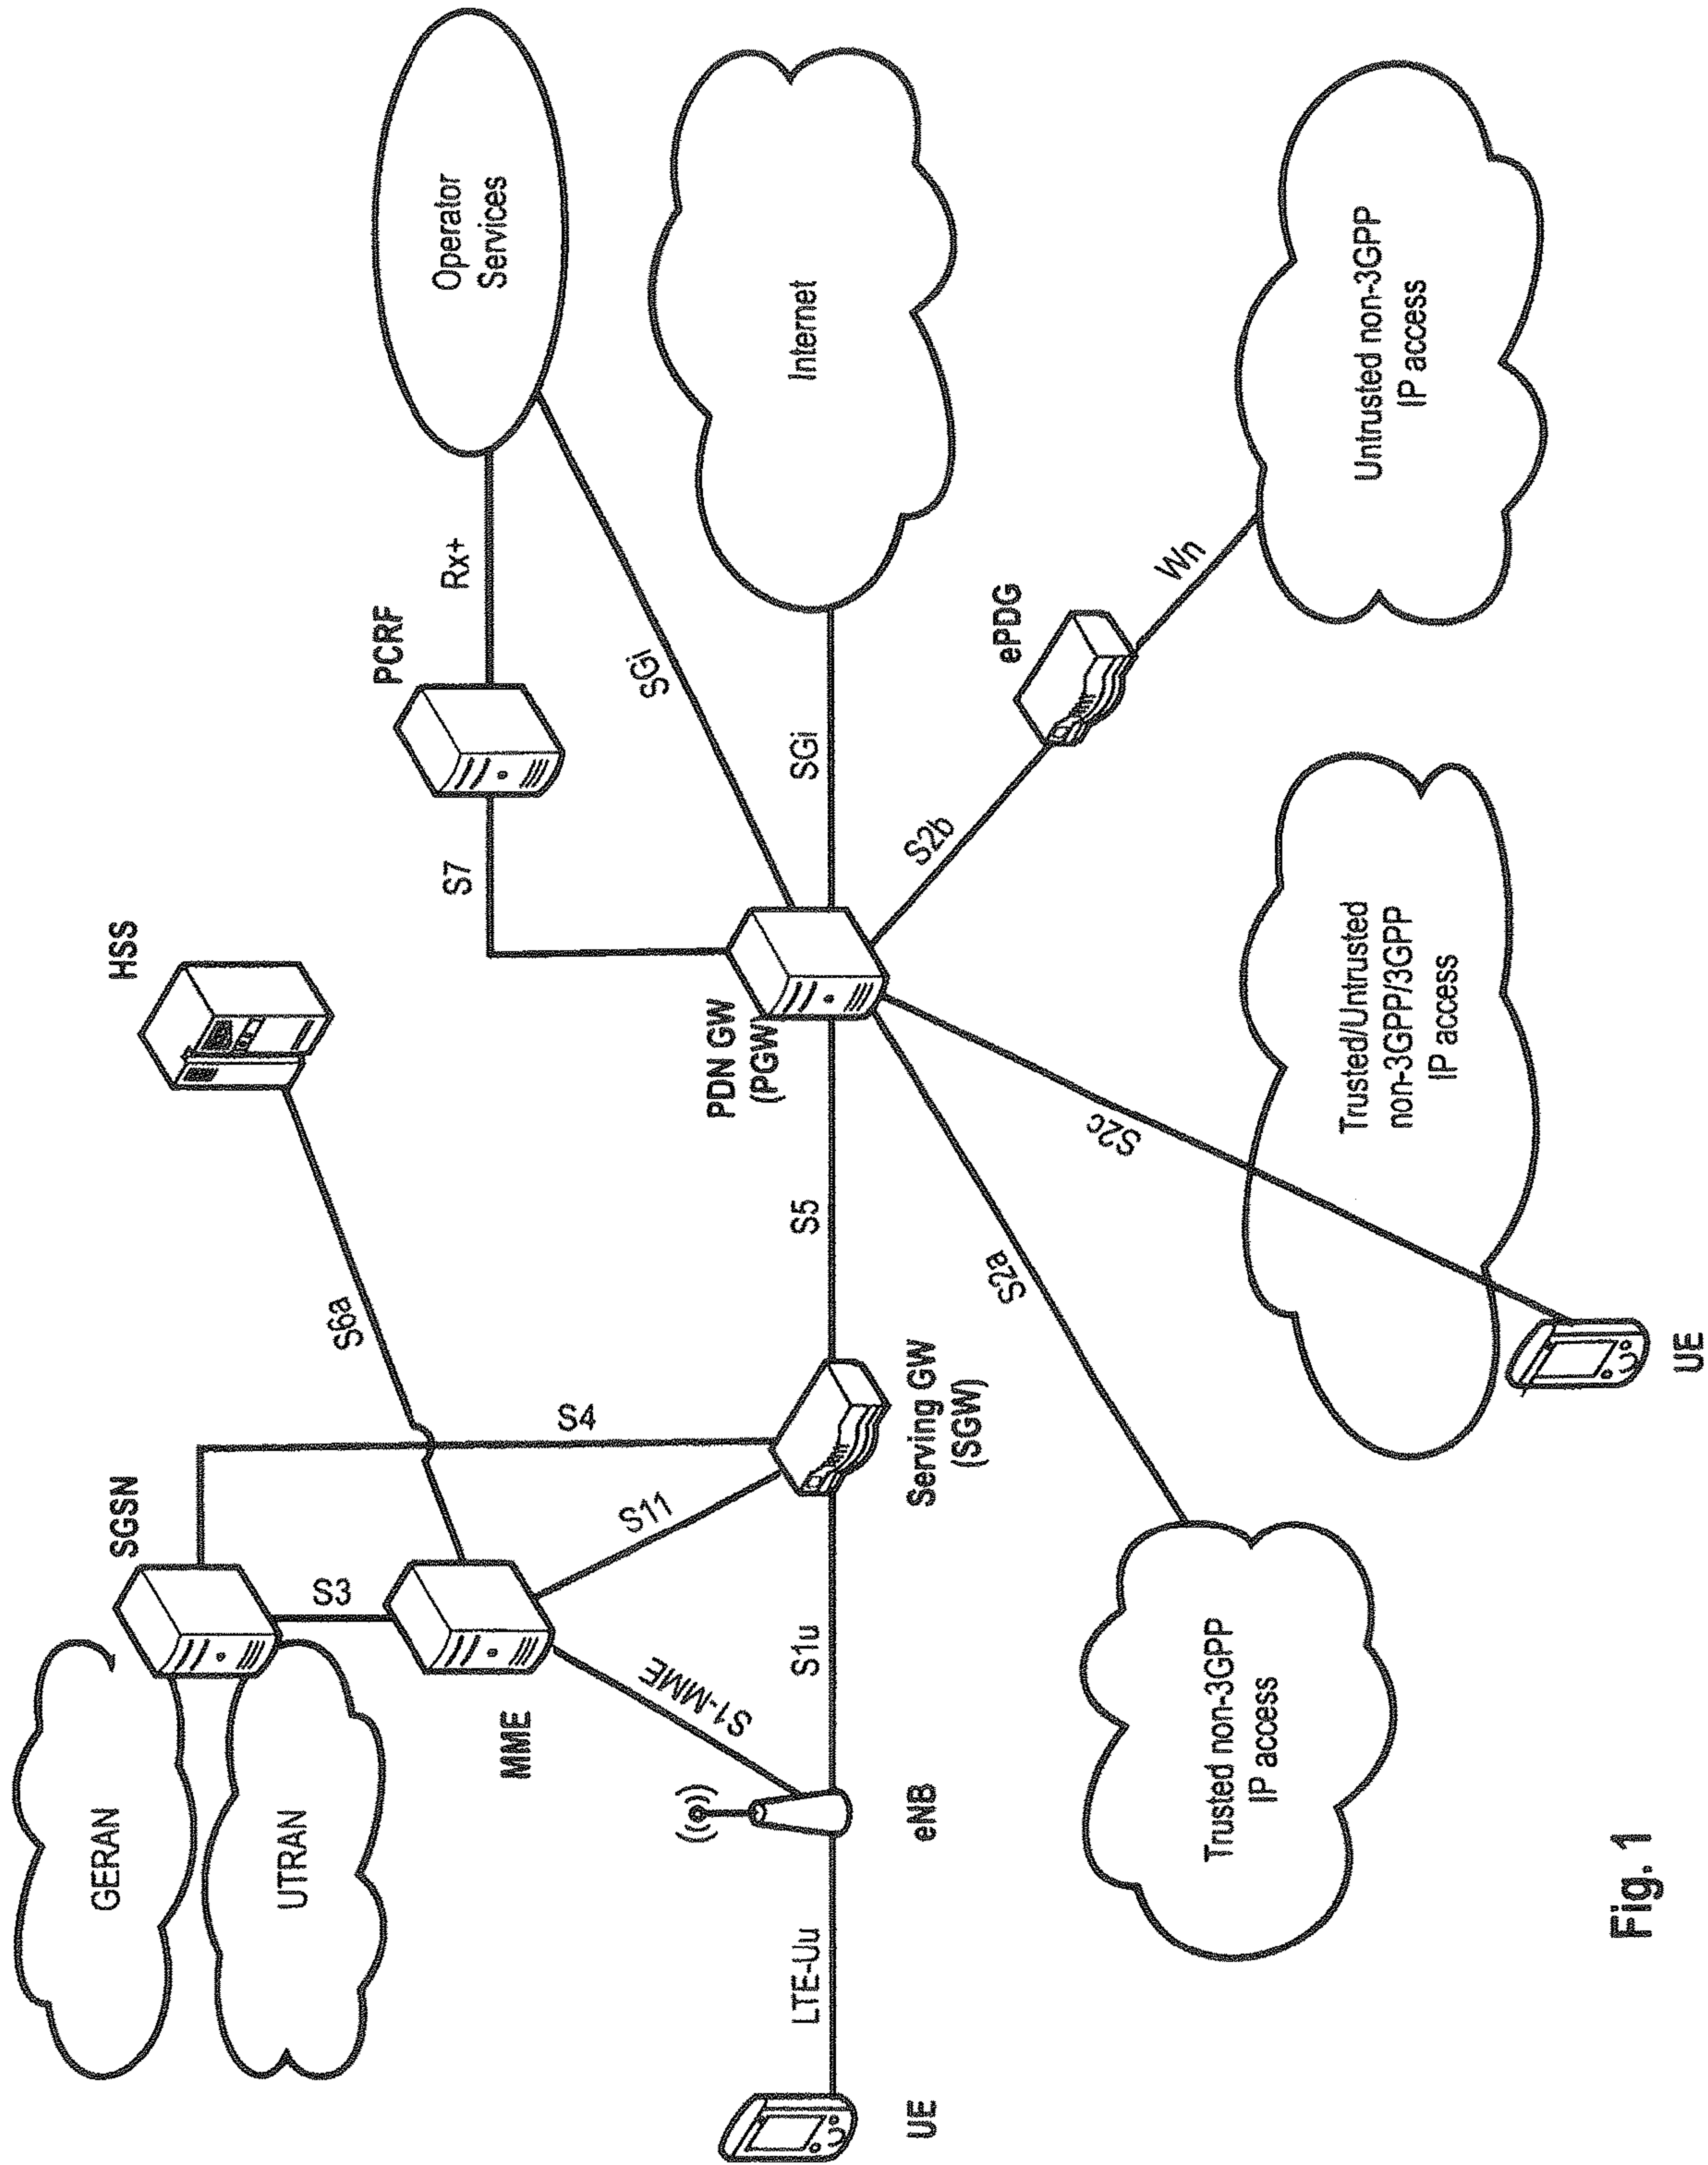 GERAN
UTRAN
SGSN
HSS
S3
S6a
S4
MME
S11
S1-MME
S7
PCRF
Rx+
Operator
Services
SGi
UE
LTE-Uu
eNB
S1u
Serving GW
(SGW)
S5
PDN GW
(PGW)
SGi
Internet
S2a
S2c
S2b
ePDG
Wn
Trusted non-3GPP
IP access
Trusted/Untrusted
non-3GPP/3GPP
IP access
UE
Untrusted non-3GPP
IP access
Fig. 1